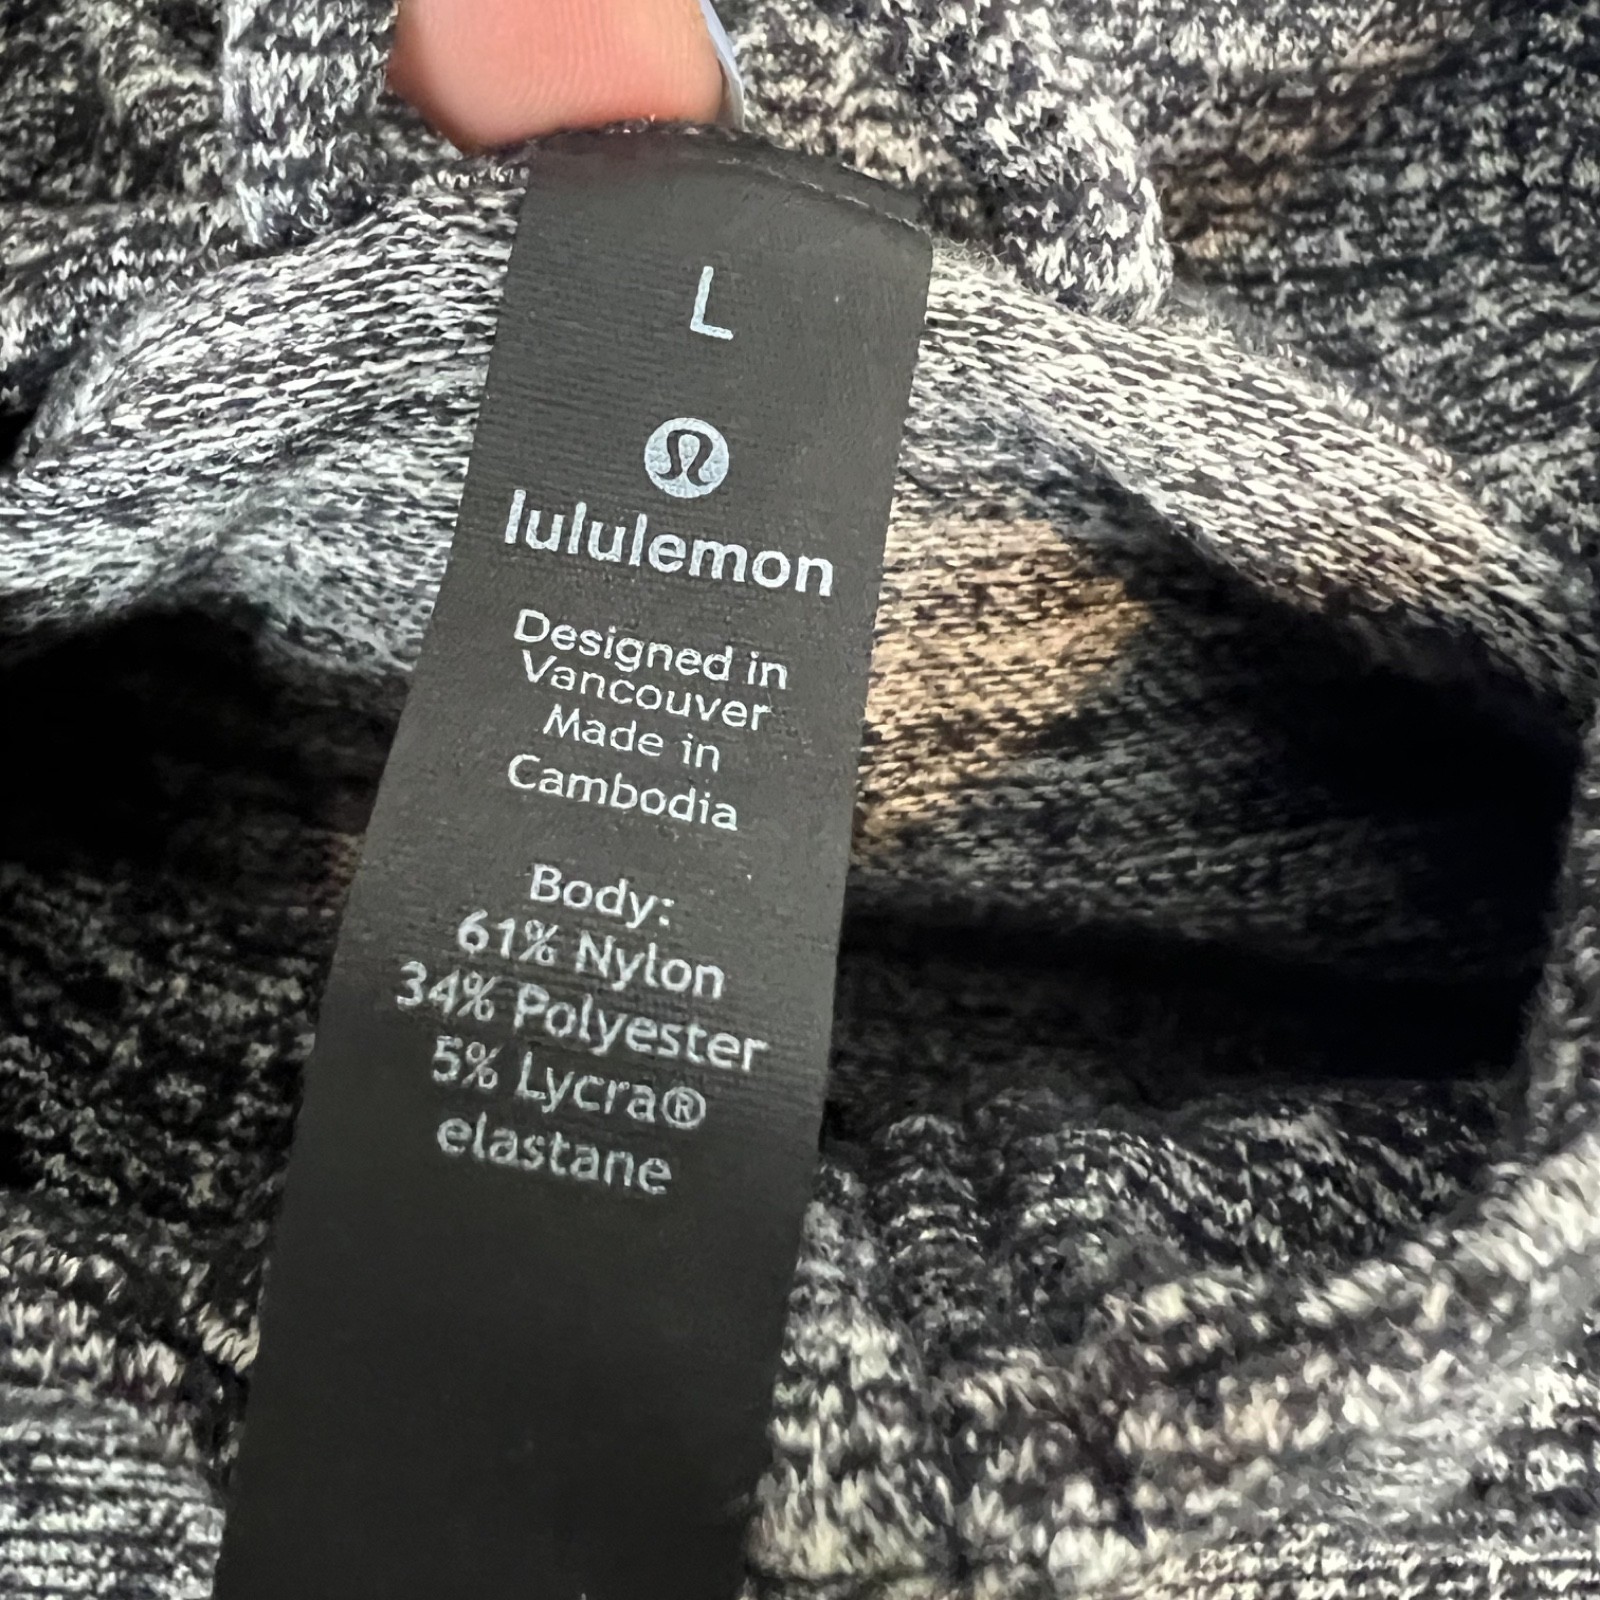 L
lululemon
Designed in
Vancouver
Made in
Cambodia
Body:
61% Nylon
34% Polyester
5% Lycra®
elastane